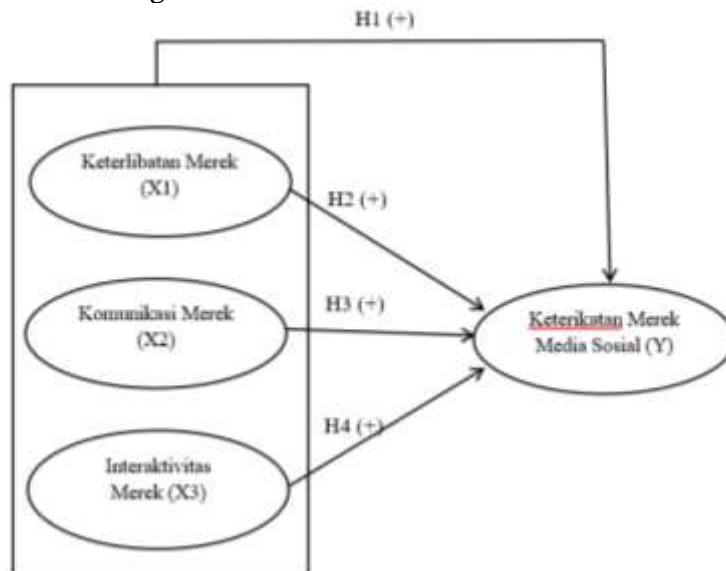 H1 (+)
Keterlibatan Merek
(X1)
H2 (+)
Komunikasi Merek
(X2)
H3 (+)
Keterikatan Merek
Media Sosial (Y)
H4 (+)
Interaktivitas
Merek (X3)